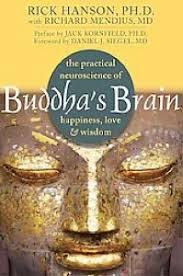 RICK HANSON, PH.D.
with RICHARD MENDIUS, MD
Preface by JACK KORNFIELD, PH.D.
Foreword by DANIEL J. SIEGEL, MD
the practical
neuroscience of
Buddha's Brain
happiness, love &
wisdom